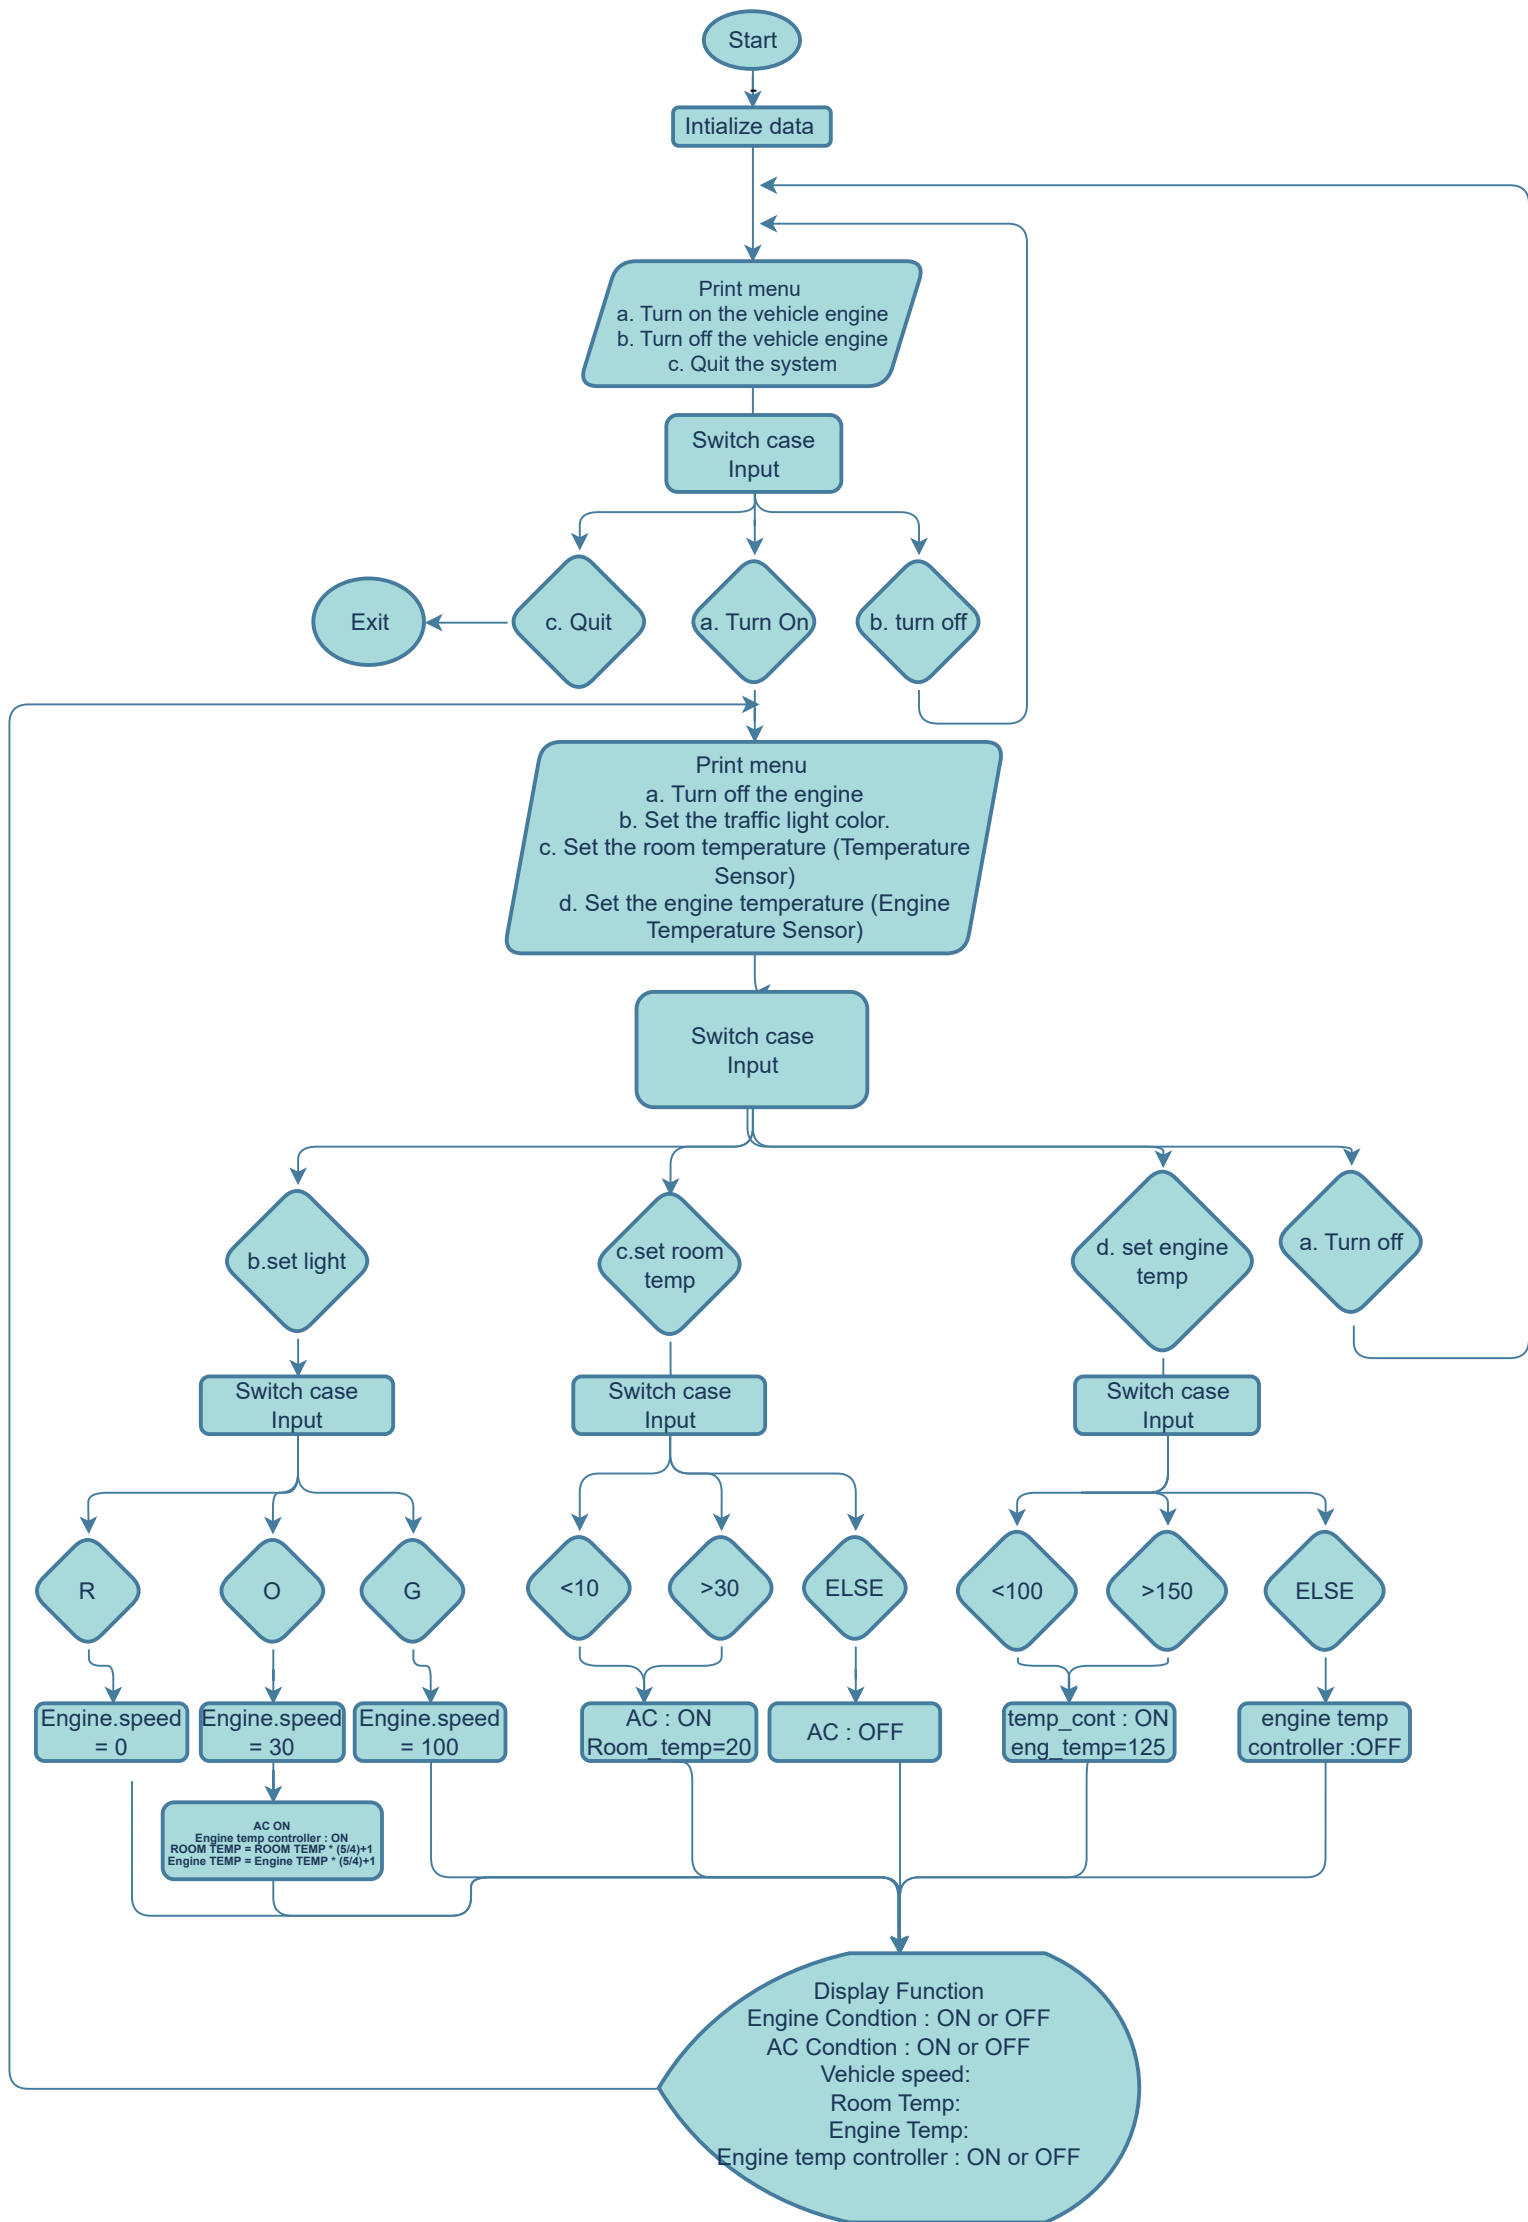 Start
Intialize data
Print menu
a. Turn on the vehicle engine
b. Turn off the vehicle engine
c. Quit the system
Switch case
Input
Exit
c. Quit
a. Turn On
b. turn off
Print menu
a. Turn off the engine
b. Set the traffic light color.
c. Set the room temperature (Temperature
Sensor)
d. Set the engine temperature (Engine
Temperature Sensor)
Switch case
Input
b.set light
c.set room
temp
d. set engine
temp
a. Turn off
Switch case
Input
Switch case
Input
Switch case
Input
R
O
G
<10
>30
ELSE
<100
>150
ELSE
Engine.speed
= 0
Engine.speed
= 30
Engine.speed
= 100
AC : ON
Room_temp=20
AC : OFF
temp_cont : ON
eng_temp=125
engine temp
controller :OFF
AC ON
Engine temp controller : ON
ROOM TEMP = ROOM TEMP * (5/4)+1
Engine TEMP = Engine TEMP * (5/4)+1
Display Function
Engine Condtion : ON or OFF
AC Condtion : ON or OFF
Vehicle speed:
Room Temp:
Engine Temp:
Engine temp controller : ON or OFF